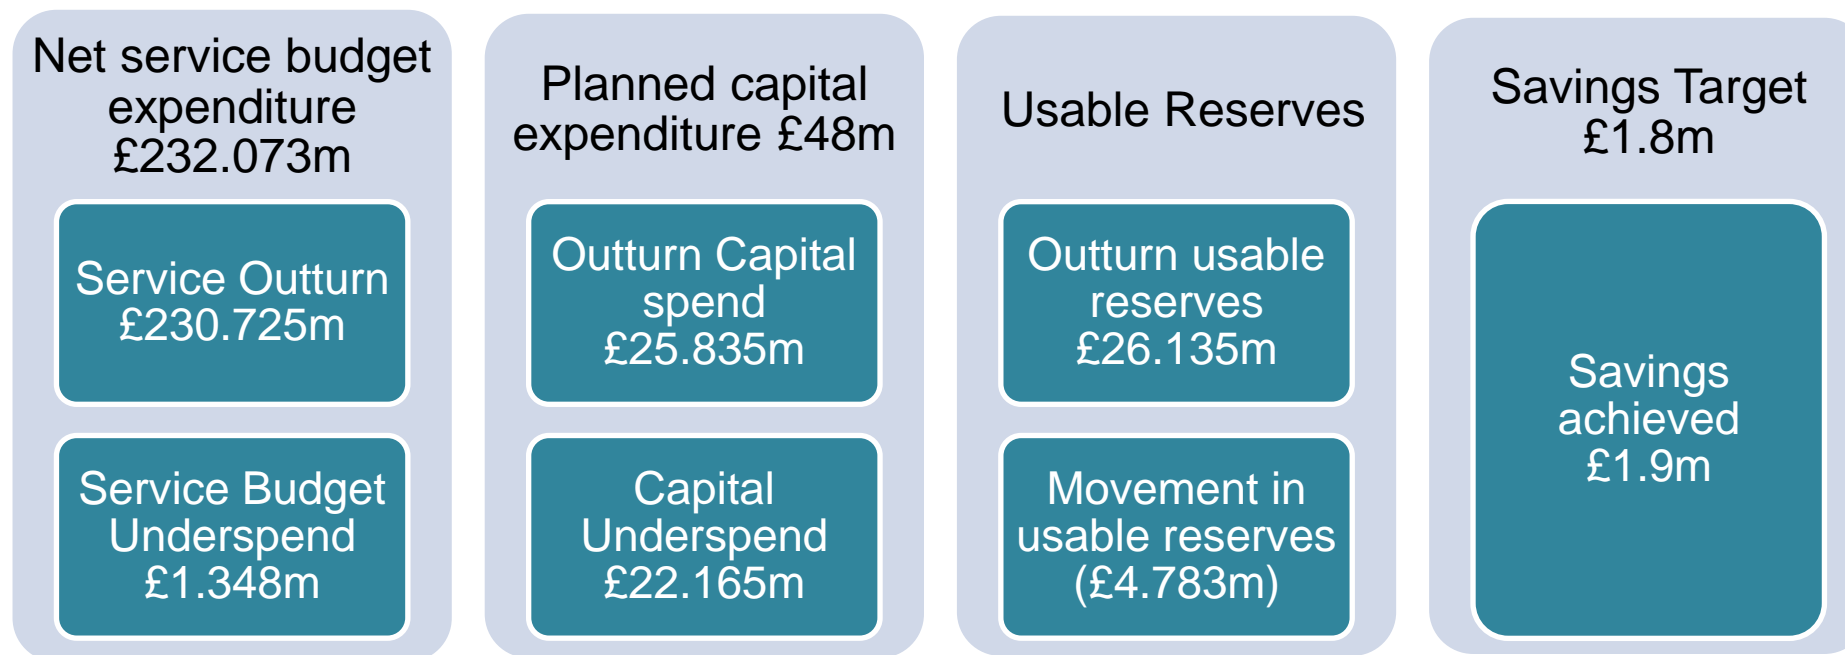 Net service budget
expenditure
£232.073m
Service Outturn
£230.725m
Service Budget
Underspend
£1.348m
Planned capital
expenditure £48m
Outturn Capital
spend
£25.835m
Capital
Underspend
£22.165m
Usable Reserves
Outturn usable
reserves
£26.135m
Movement in
usable reserves
(£4.783m)
Savings Target
£1.8m
Savings
achieved
£1.9m